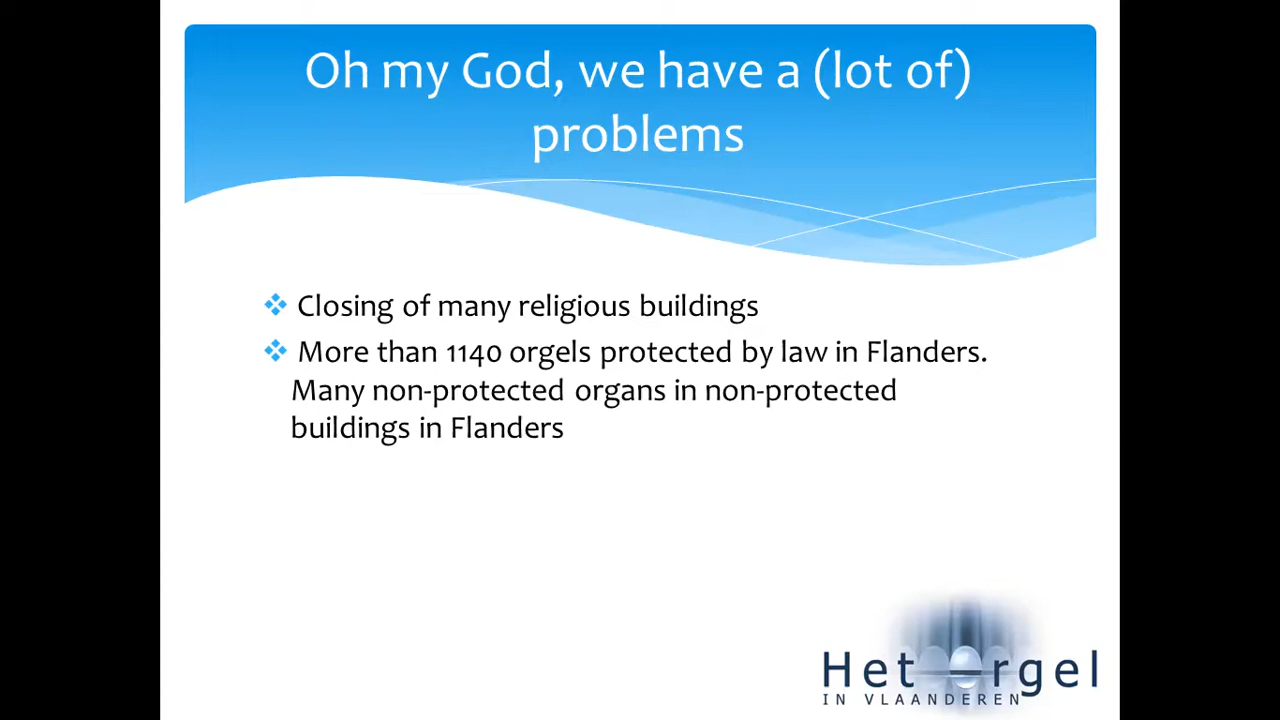 Oh my God, we have a (lot of)
problems
Closing of many religious buildings
More than 1140 orgels protected by law in Flanders.
Many non-protected organs in non-protected
buildings in Flanders
Het Orgel
IN VLAANDEREN